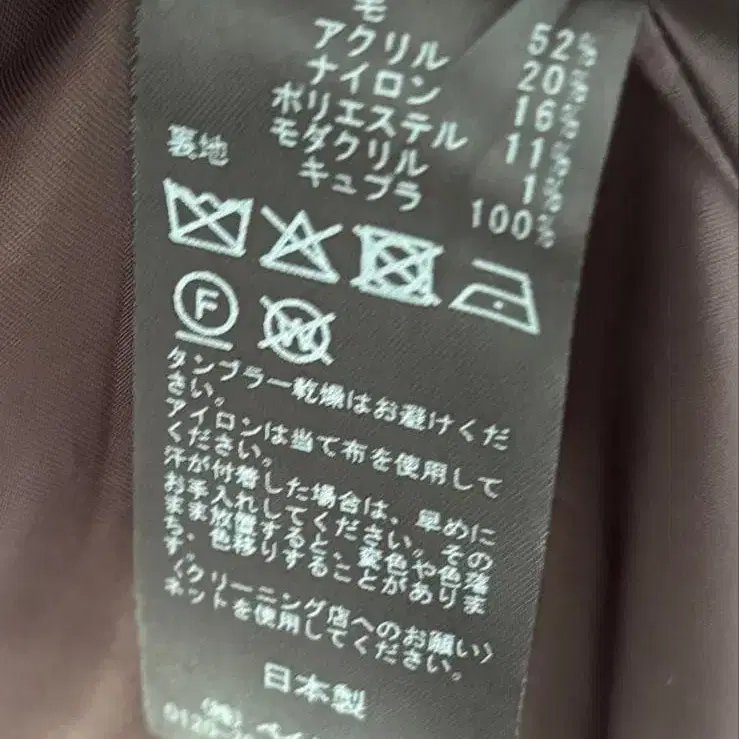 毛 52%
アクリル 20%
ナイロン 16%
ポリエステル 11%
モダクリル 1%
裏地 キュプラ 100%
F W
タンブラー乾燥はお避けくだ
さい。
アイロンは当て布を使用して
ください。
汗が付着した場合は、早めに
お手入れしてください。その
まま放置すると、変色や色落
ち、色移りすることがありま
す。
〈クリーニング店へのお願い〉
ネットを使用してください。
日本製
(株)
0120-